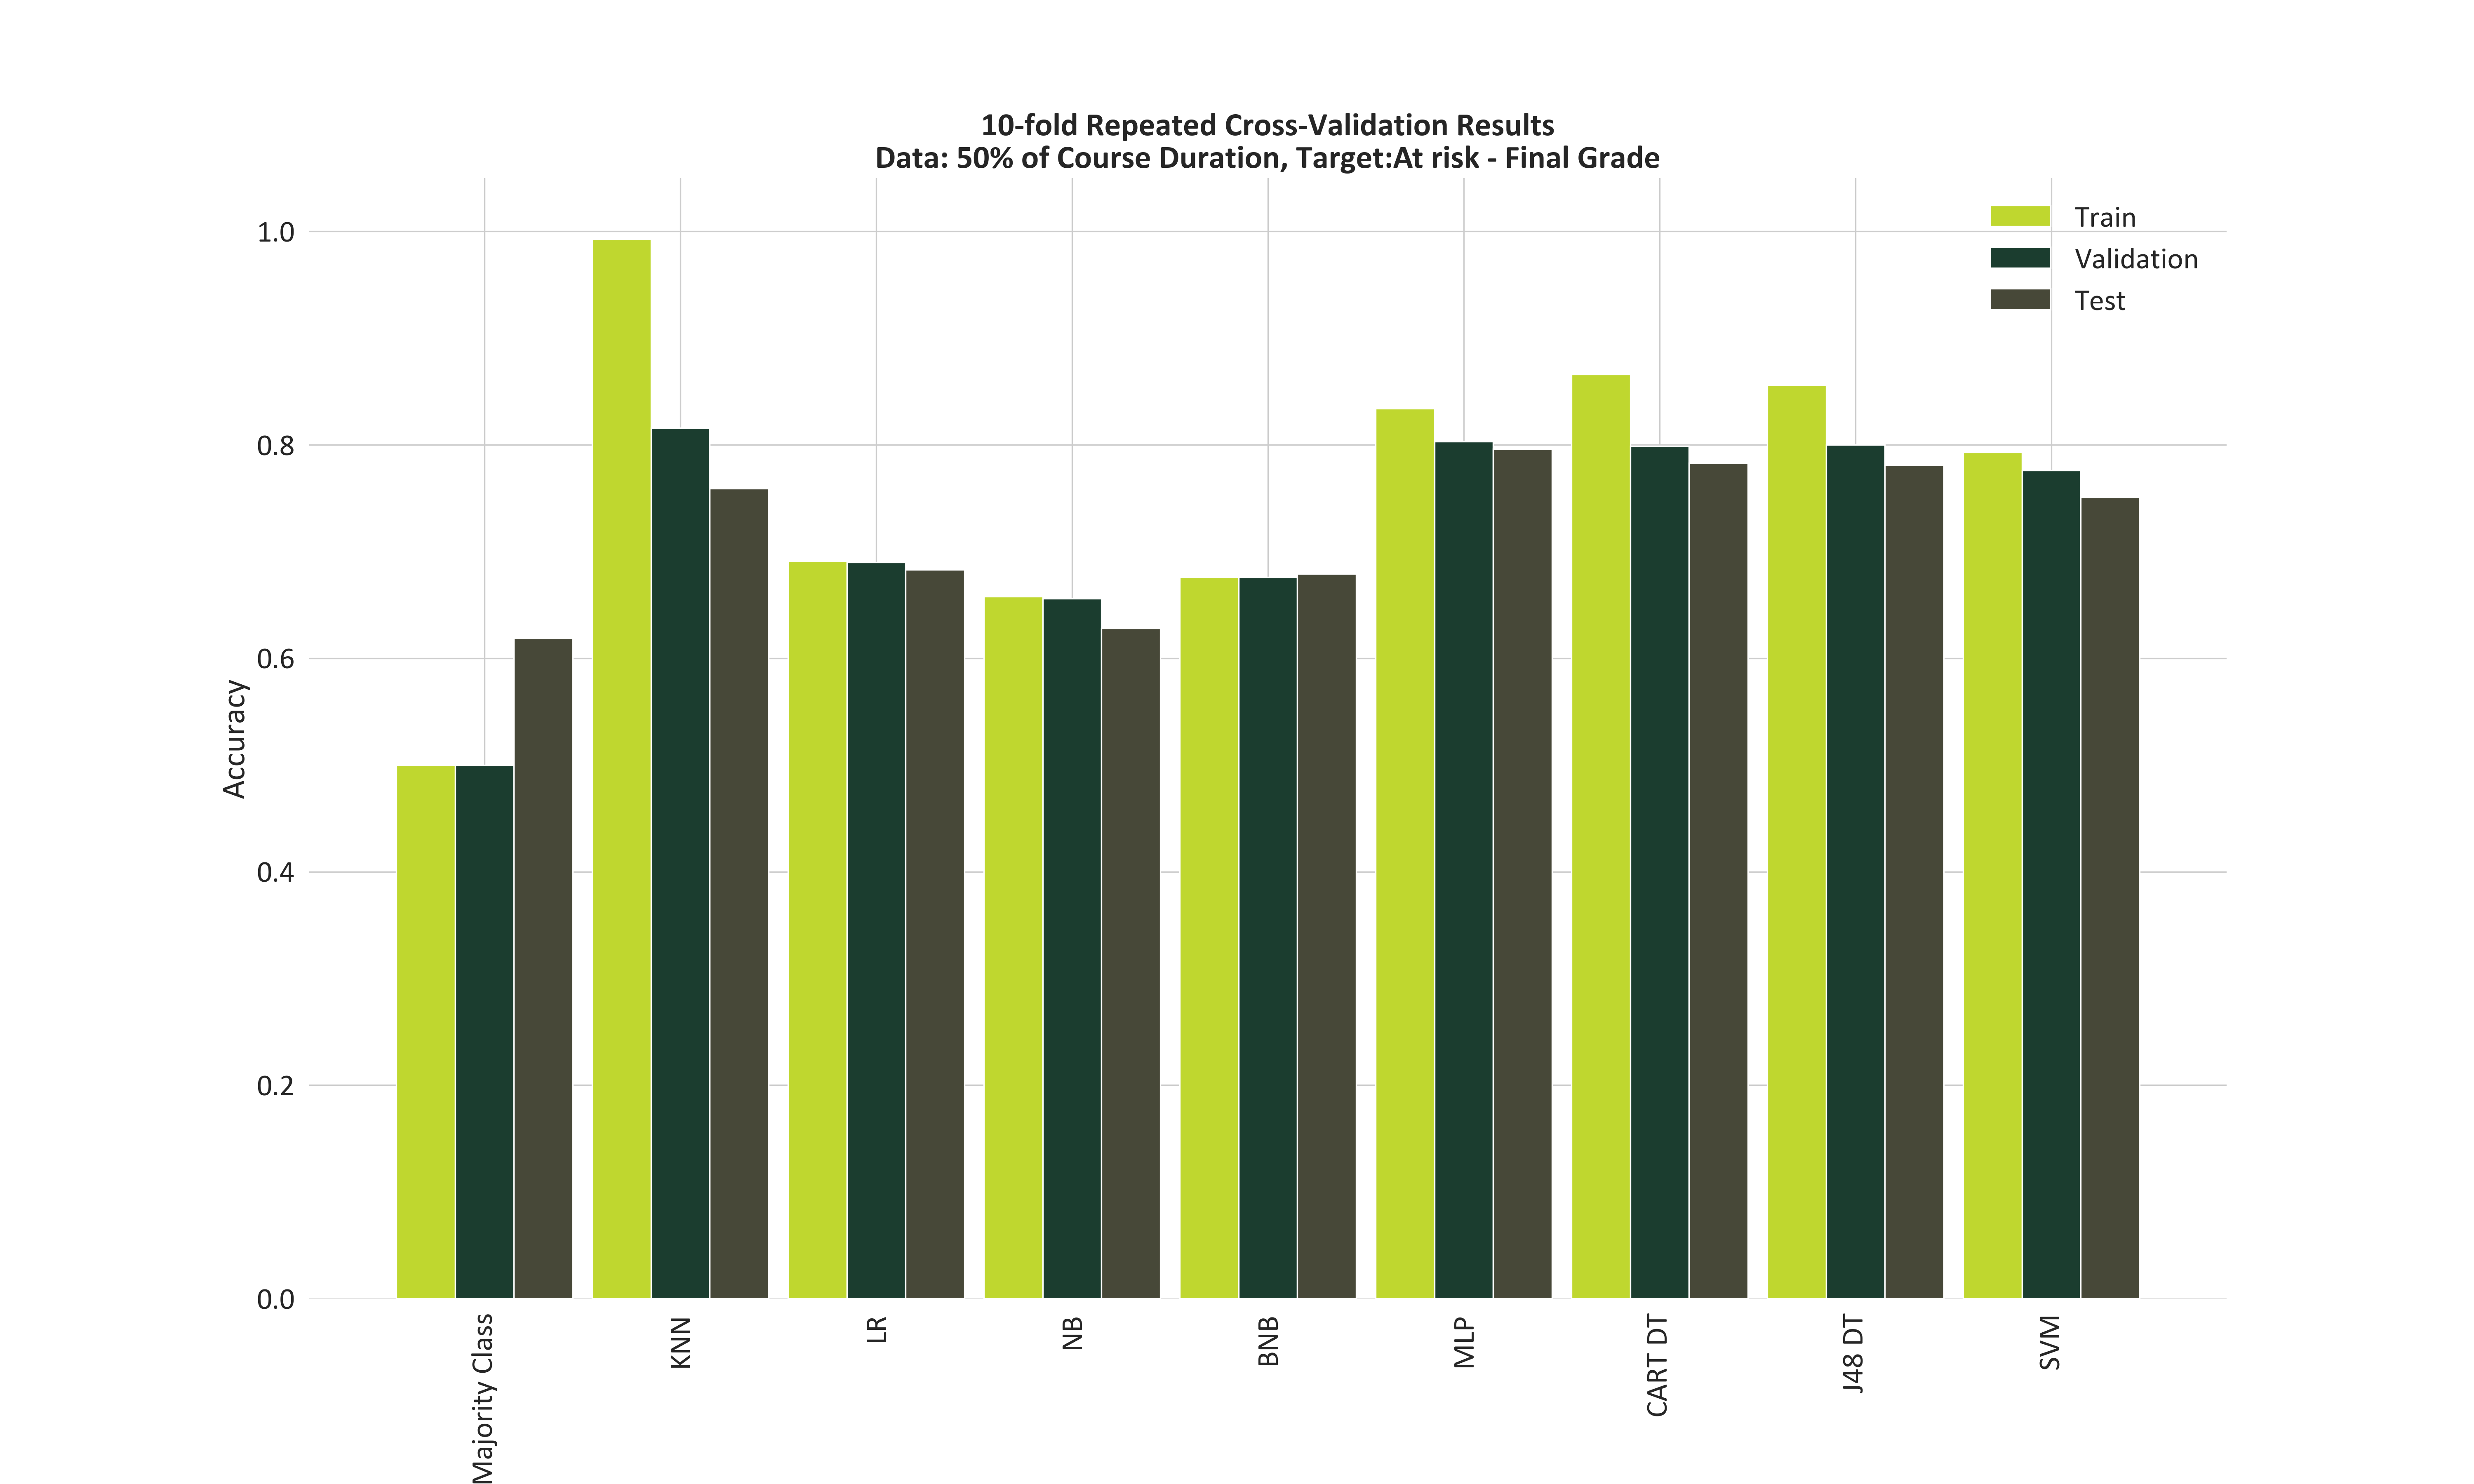 10-fold Repeated Cross-Validation Results
Data: 50% of Course Duration, Target:At risk - Final Grade
Train
Validation
Test
1.0
0.8
0.6
0.4
0.2
0.0
Accuracy
Majority Class
KNN
LR
NB
BNB
MLP
CART DT
J48 DT
SVM